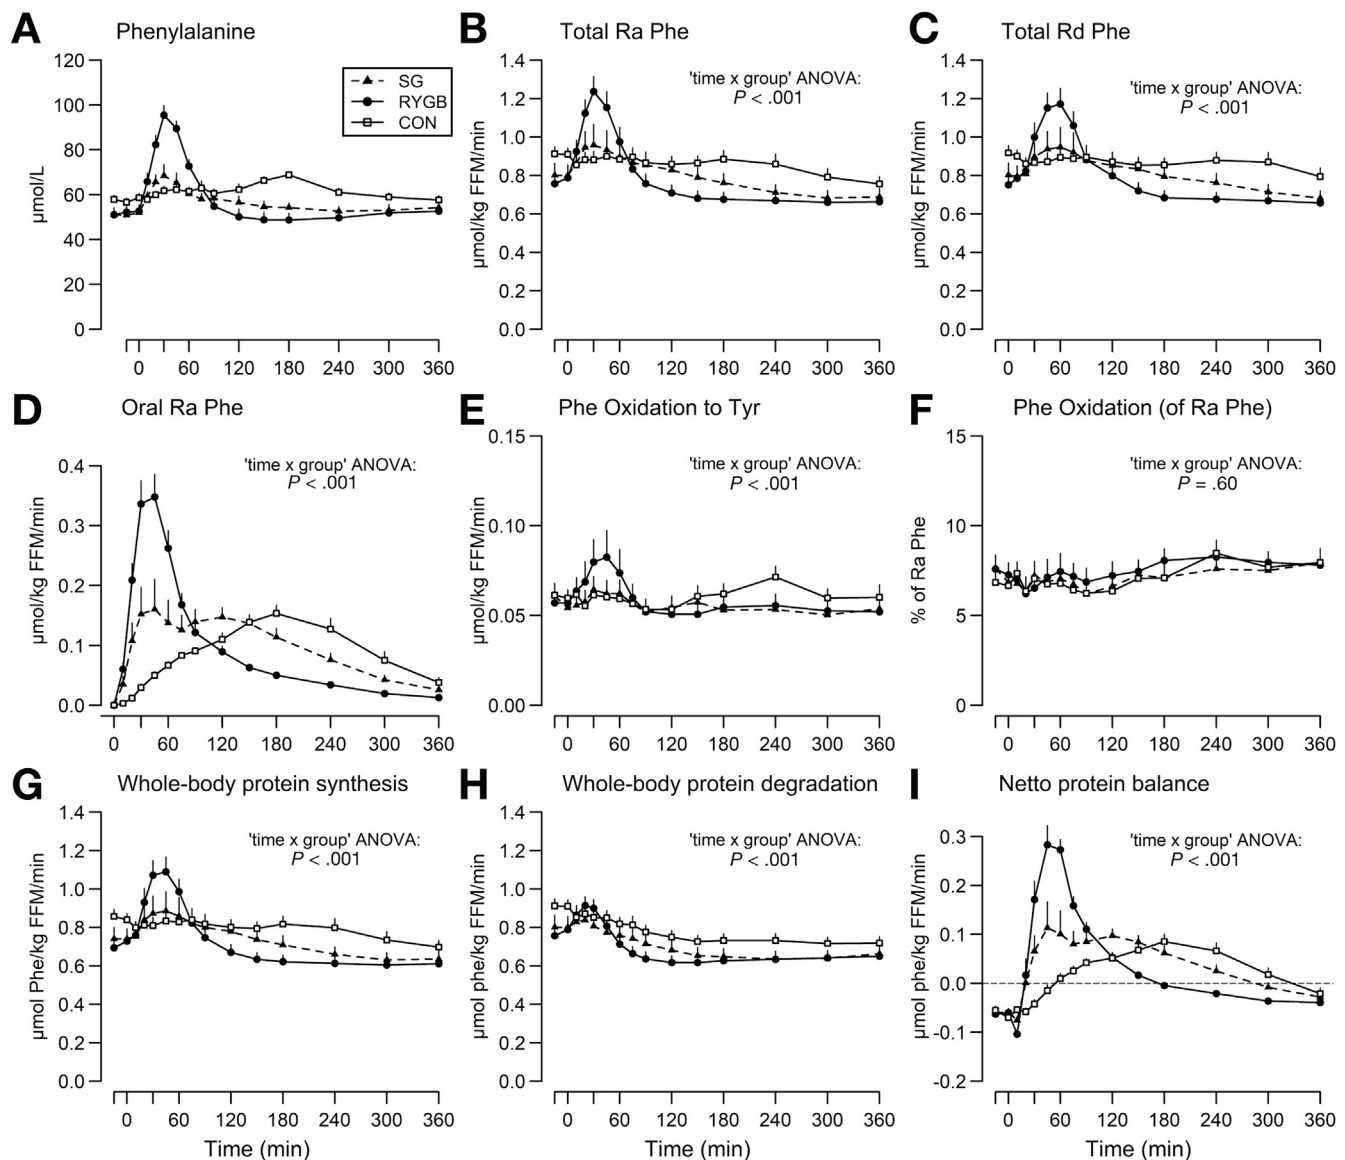 A Phenylalanine
120
100
80
60
40
20
0
µmol/L
SG
RYGB
CON
0 60 120 180 240 300 360
B Total Ra Phe
1.4
1.2
1.0
0.8
0.6
0.4
0.2
0.0
µmol/kg FFM/min
'time x group' ANOVA:
P < .001
0 60 120 180 240 300 360
C Total Rd Phe
1.4
1.2
1.0
0.8
0.6
0.4
0.2
0.0
µmol/kg FFM/min
'time x group' ANOVA:
P < .001
0 60 120 180 240 300 360
D Oral Ra Phe
0.4
0.3
0.2
0.1
0.0
µmol/kg FFM/min
'time x group' ANOVA:
P < .001
0 60 120 180 240 300 360
E Phe Oxidation to Tyr
0.15
0.10
0.05
0.00
µmol/kg FFM/min
'time x group' ANOVA:
P < .001
0 60 120 180 240 300 360
F Phe Oxidation (of Ra Phe)
15
10
5
0
% of Ra Phe
'time x group' ANOVA:
P = .60
0 60 120 180 240 300 360
G Whole-body protein synthesis
1.4
1.2
1.0
0.8
0.6
0.4
0.2
0.0
µmol Phe/kg FFM/min
'time x group' ANOVA:
P < .001
0 60 120 180 240 300 360
Time (min)
H Whole-body protein degradation
1.4
1.2
1.0
0.8
0.6
0.4
0.2
0.0
µmol phe/kg FFM/min
'time x group' ANOVA:
P < .001
0 60 120 180 240 300 360
Time (min)
I Netto protein balance
0.3
0.2
0.1
0.0
-0.1
-0.2
µmol phe/kg FFM/min
'time x group' ANOVA:
P < .001
0 60 120 180 240 300 360
Time (min)